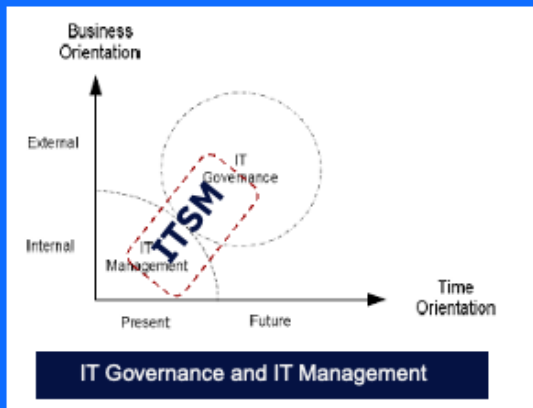 Business
Orientation
External
IT
Governance
ITSM
Internal
IT
Management
Time
Orientation
Present
Future
IT Governance and IT Management